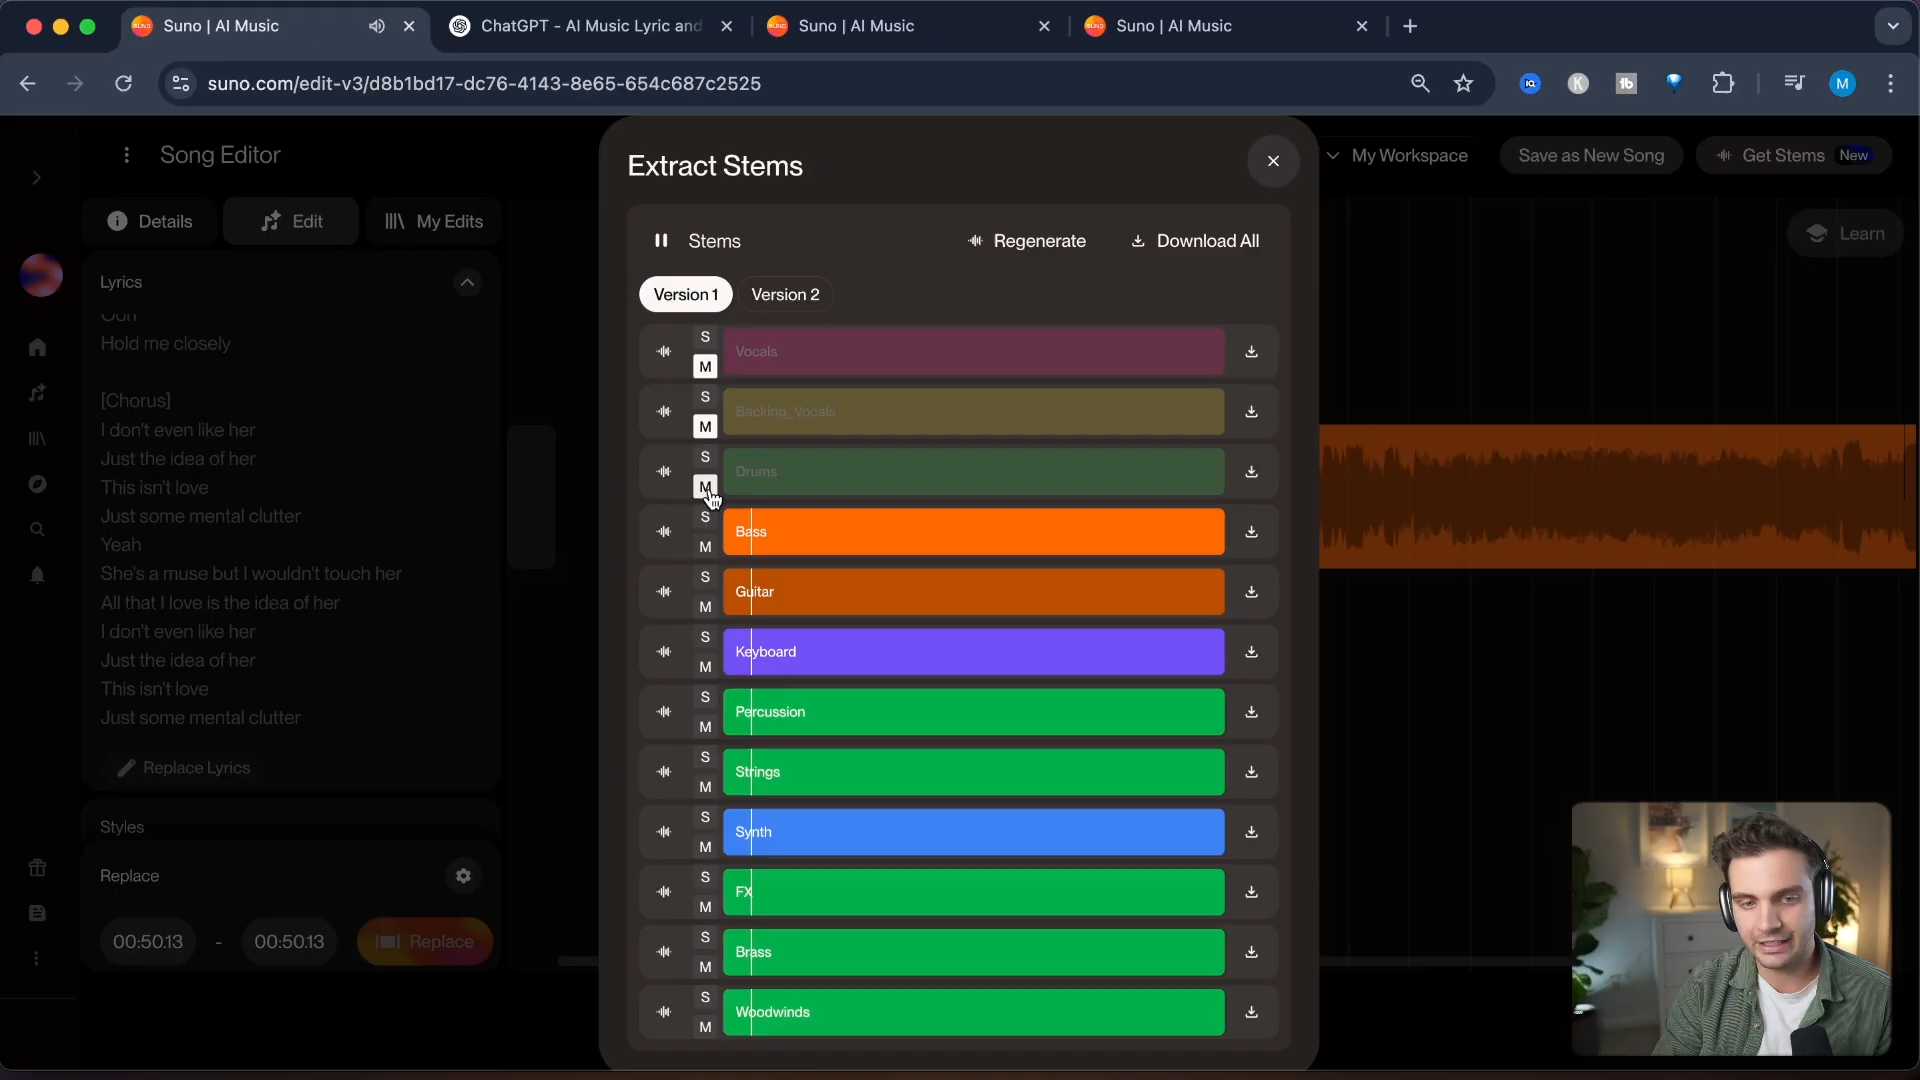 Suno | AI Music
ChatGPT - AI Music Lyric and
Suno | AI Music
Suno | AI Music
suno.com/edit-v3/d8b1bd17-dc76-4143-8e65-654c687c2525
Song Editor
My Workspace
Save as New Song
Get Stems New
Learn
Details
Edit
My Edits
Lyrics
Hold me closely
[Chorus]
I don't even like her
Just the idea of her
This isn't love
Just some mental clutter
Yeah
She's a muse but I wouldn't touch her
All that I love is the idea of her
I don't even like her
Just the idea of her
This isn't love
Just some mental clutter
Replace Lyrics
Styles
Replace
00:50.13 - 00:50.13 Replace
Extract Stems
Stems
Regenerate
Download All
Version 1
Version 2
S
M
Vocals
S
M
Backing_Vocals
S
M
Drums
S
M
Bass
S
M
Guitar
S
M
Keyboard
S
M
Percussion
S
M
Strings
S
M
Synth
S
M
FX
S
M
Brass
S
M
Woodwinds